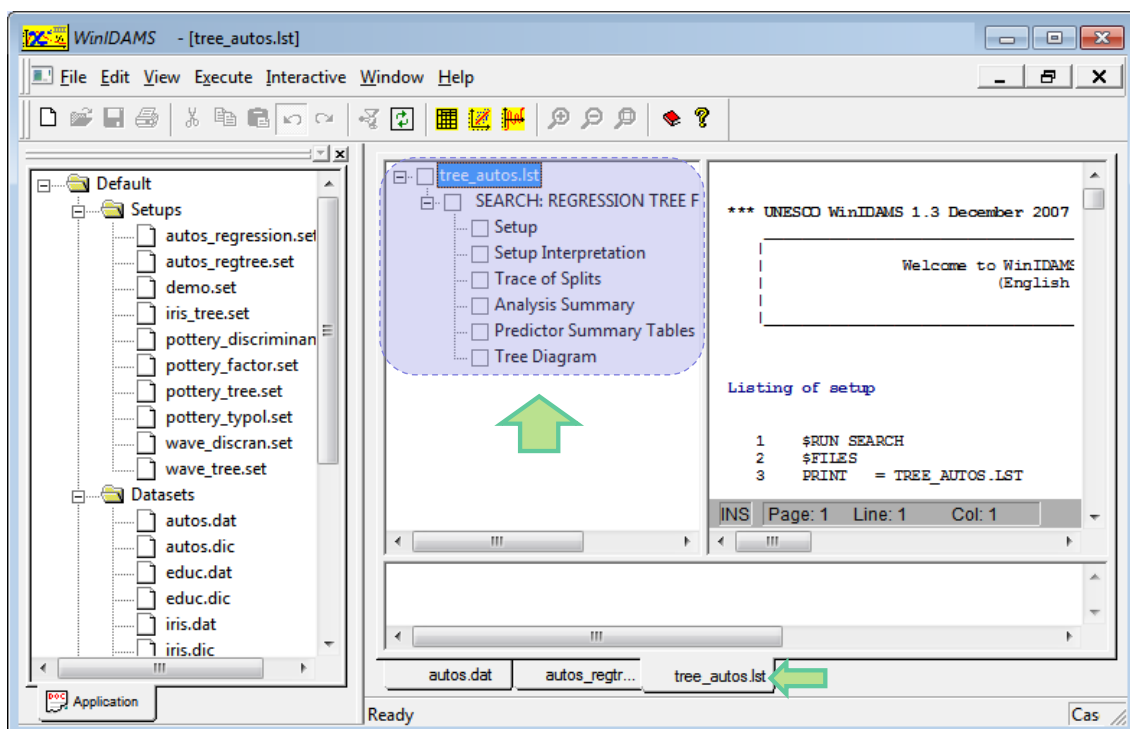 WinIDAMS - [tree_autos.lst]
File Edit View Execute Interactive Window Help
Default
Setups
autos_regression.set
autos_regtree.set
demo.set
iris_tree.set
pottery_discriminan
pottery_factor.set
pottery_tree.set
pottery_typol.set
wave_discran.set
wave_tree.set
Datasets
autos.dat
autos.dic
educ.dat
educ.dic
iris.dat
iris.dic
Application
tree_autos.lst
SEARCH: REGRESSION TREE F
Setup
Setup Interpretation
Trace of Splits
Analysis Summary
Predictor Summary Tables
Tree Diagram
*** UNESCO WinIDAMS 1.3 December 2007
Welcome to WinIDAMS
(English
Listing of setup
1 $RUN SEARCH
2 $FILES
3 PRINT = TREE_AUTOS.LST
INS Page: 1 Line: 1 Col: 1
autos.dat autos_regtr... tree_autos.lst
Ready Cas